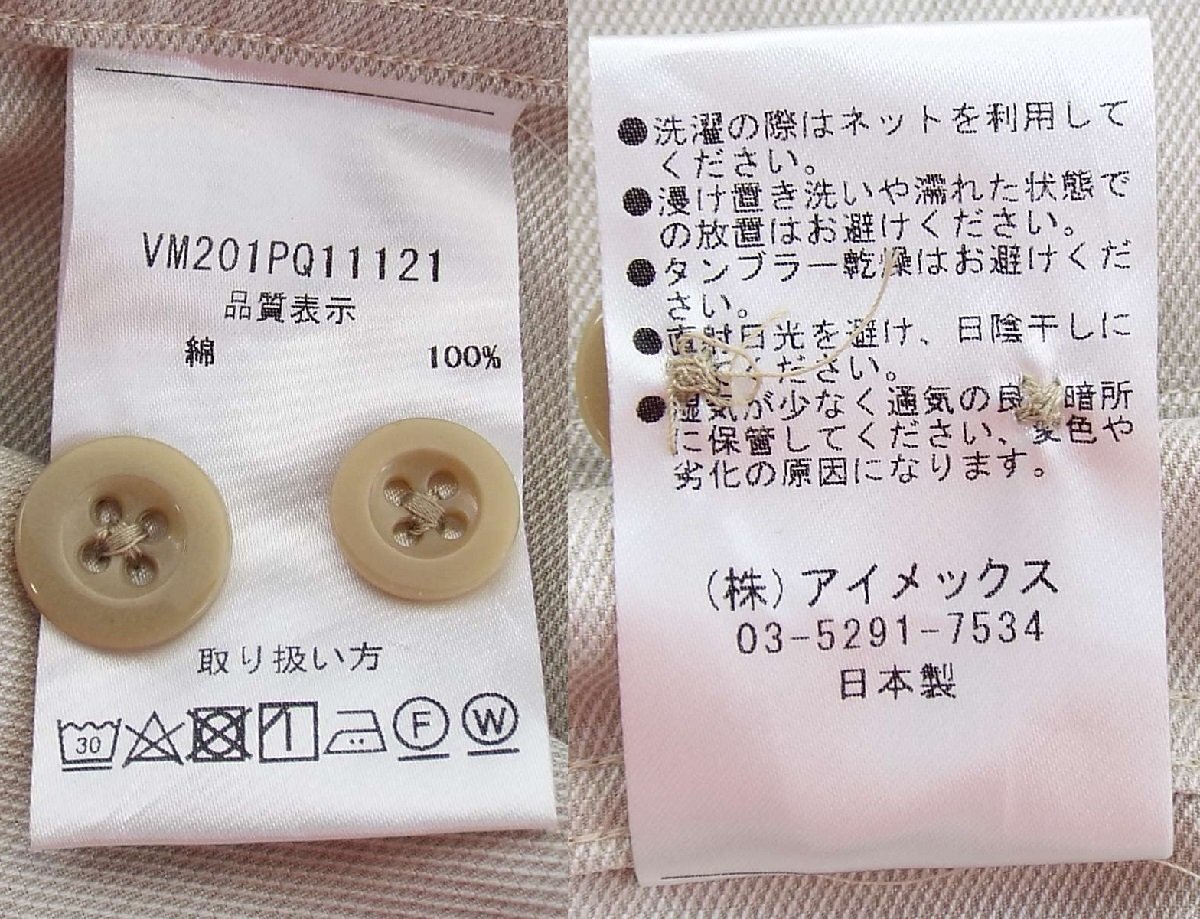 VM201PQ11121
品質表示
綿 100%
取り扱い方
30
F
W
●洗濯の際はネットを利用して
ください。
●浸け置き洗いや濡れた状態で
の放置はお避けください。
●タンブラー乾燥はお避けくだ
さい。
●直射日光を避け、日陰干しに
ください。
●湿気が少なく通気の良 暗所
に保管してください、変色や
劣化の原因になります。
(株)アイメックス
03-5291-7534
日本製